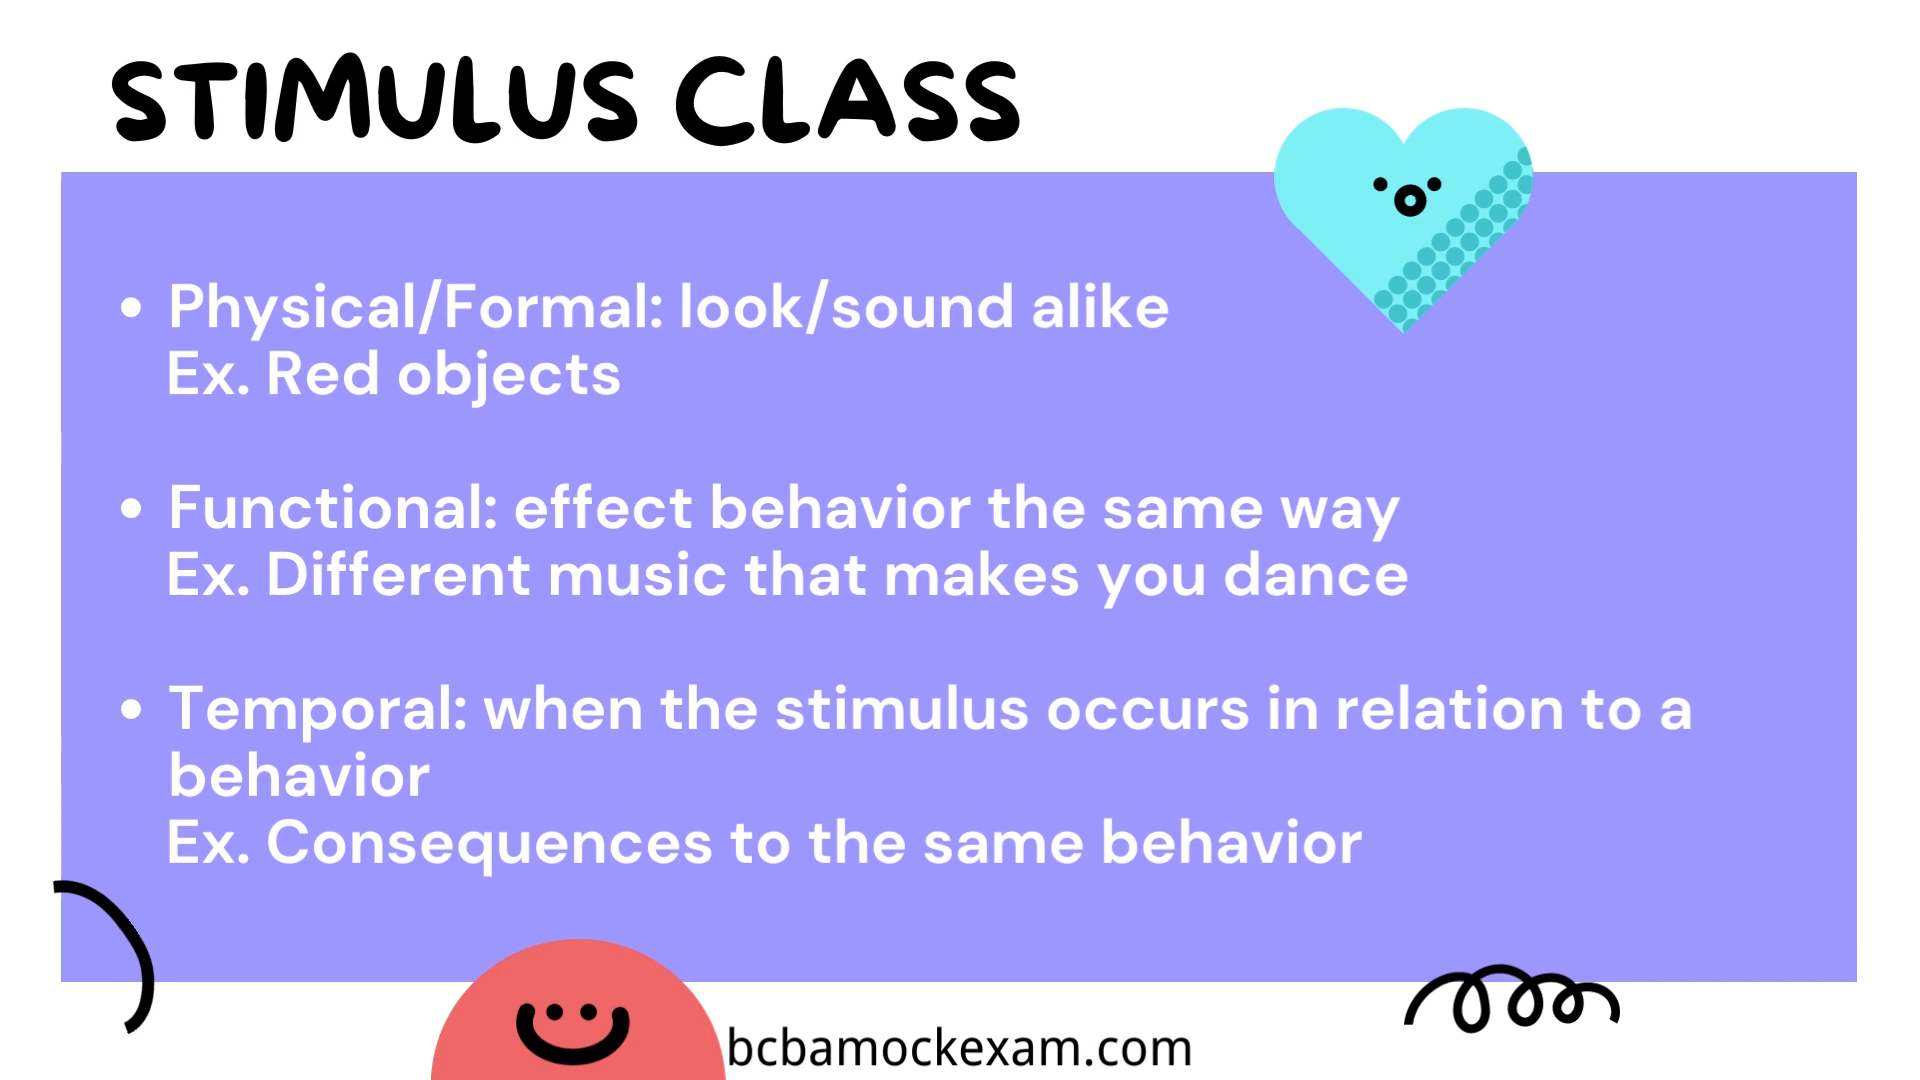 STIMULUS CLASS
• Physical/Formal: look/sound alike
Ex. Red objects
• Functional: effect behavior the same way
Ex. Different music that makes you dance
• Temporal: when the stimulus occurs in relation to a
behavior
Ex. Consequences to the same behavior
bcbamockexam.com